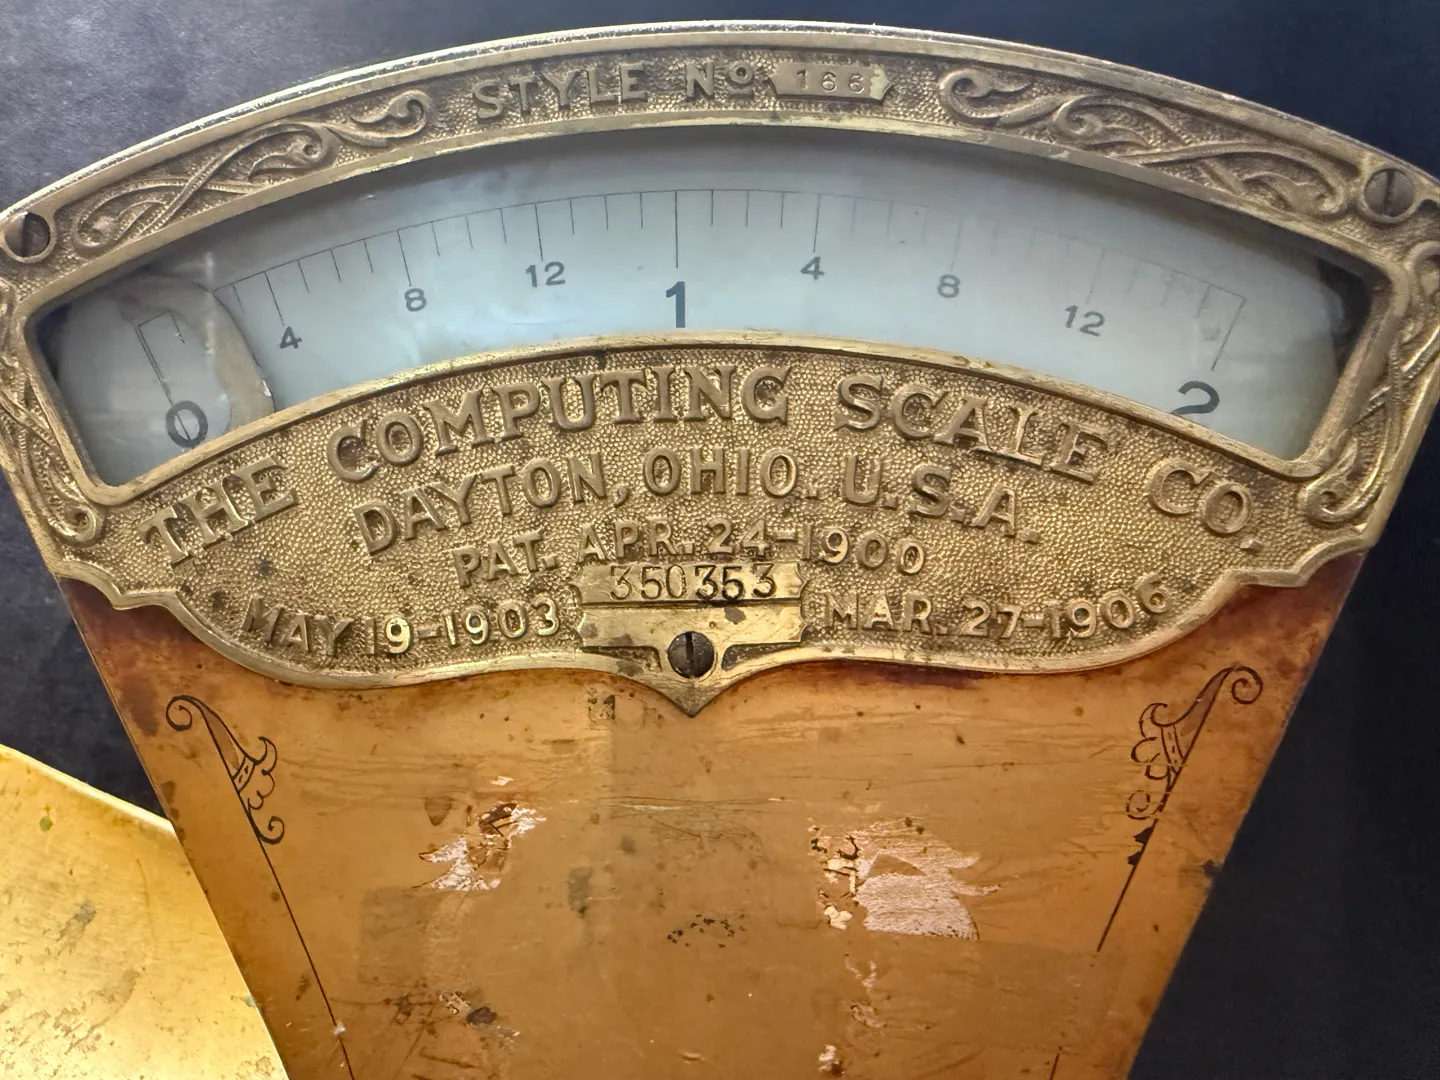 STYLE No 166
0 4 8 12 1 4 8 12 2
THE COMPUTING SCALE CO.
DAYTON, OHIO. U.S.A.
PAT. APR. 24-1900
350353
MAY 19-1903 MAR. 27-1906